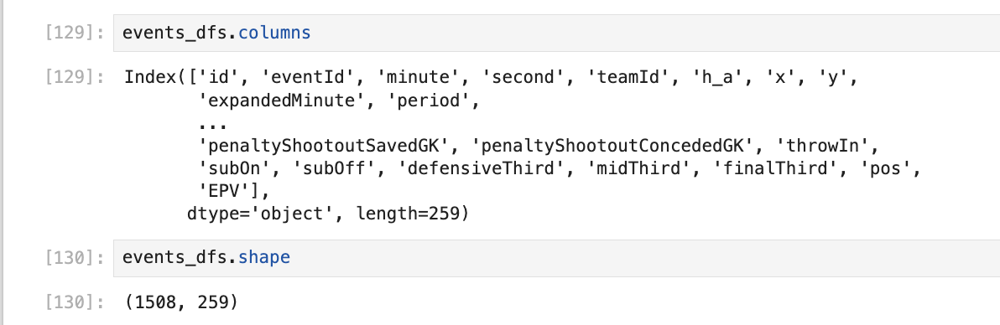 [129]: events_dfs.columns
[129]: Index(['id', 'eventId', 'minute', 'second', 'teamId', 'h_a', 'x', 'y',
'expandedMinute', 'period',
...
'penaltyShootoutSavedGK', 'penaltyShootoutConcededGK', 'throwIn',
'subOn', 'subOff', 'defensiveThird', 'midThird', 'finalThird', 'pos',
'EPV'],
dtype='object', length=259)
[130]: events_dfs.shape
[130]: (1508, 259)